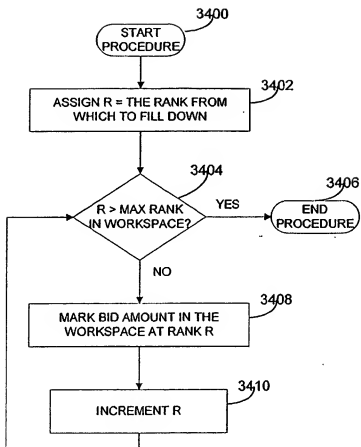 3400
START
PROCEDURE
3402
ASSIGN R = THE RANK FROM
WHICH TO FILL DOWN
3404
R > MAX RANK
IN WORKSPACE?
YES
3406
END
PROCEDURE
NO
3408
MARK BID AMOUNT IN THE
WORKSPACE AT RANK R
3410
INCREMENT R